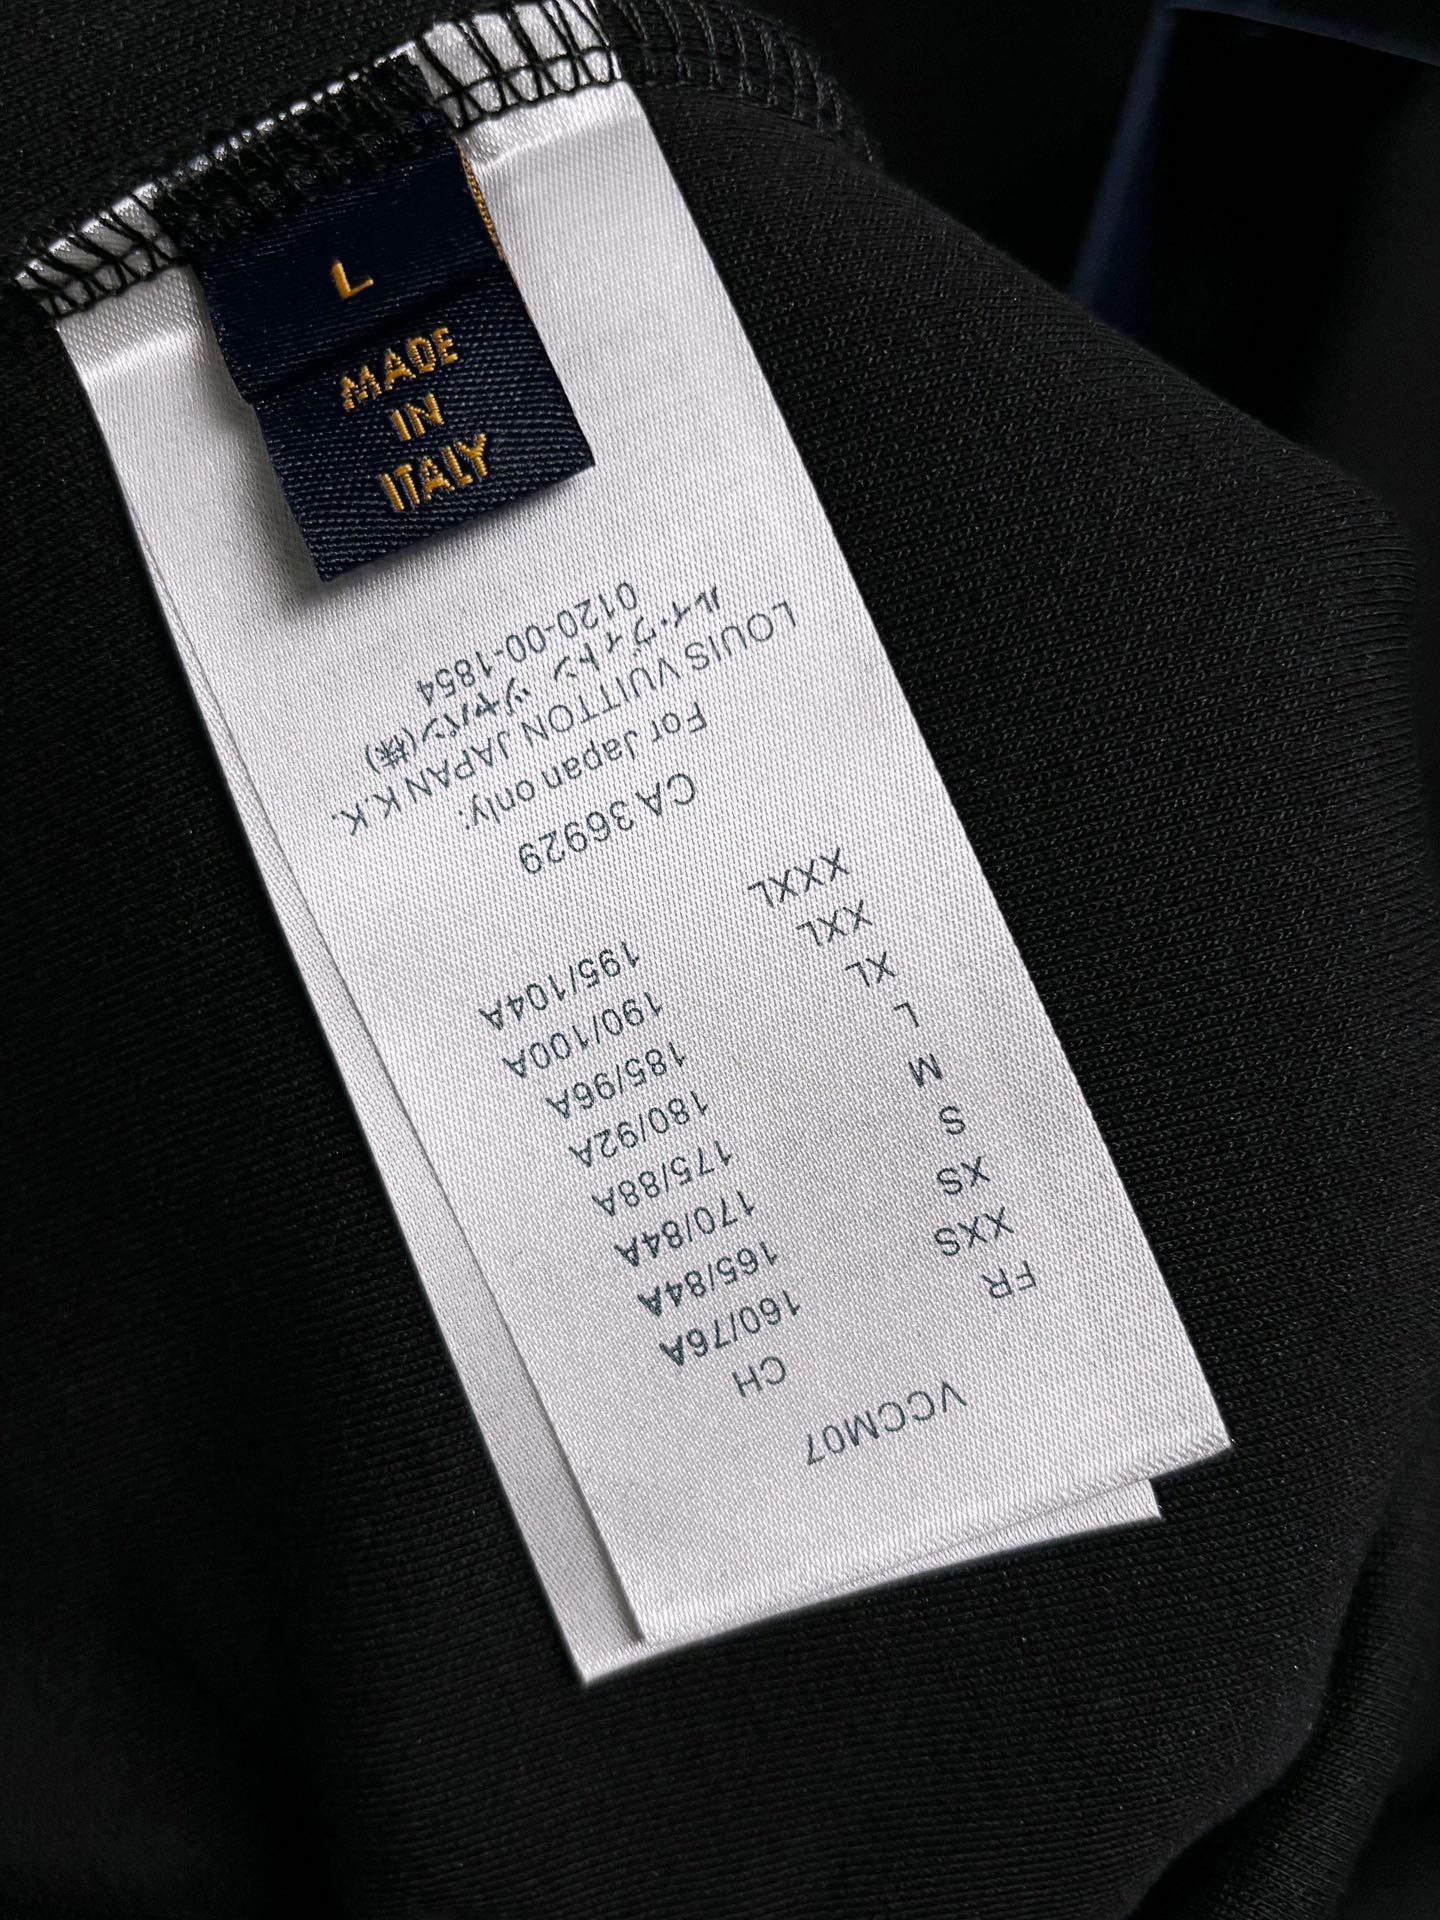 L
MADE
IN
ITALY
VCCM07
FR CH
XXS 160/76A
XS 165/84A
S 170/84A
M 175/88A
L 180/92A
XL 185/96A
XXL 190/100A
XXXL 195/104A
CA 36929
For Japan only:
LOUIS VUITTON JAPAN K.K.
ルイ・ヴィトン ジャパン(株)
0120-00-1854